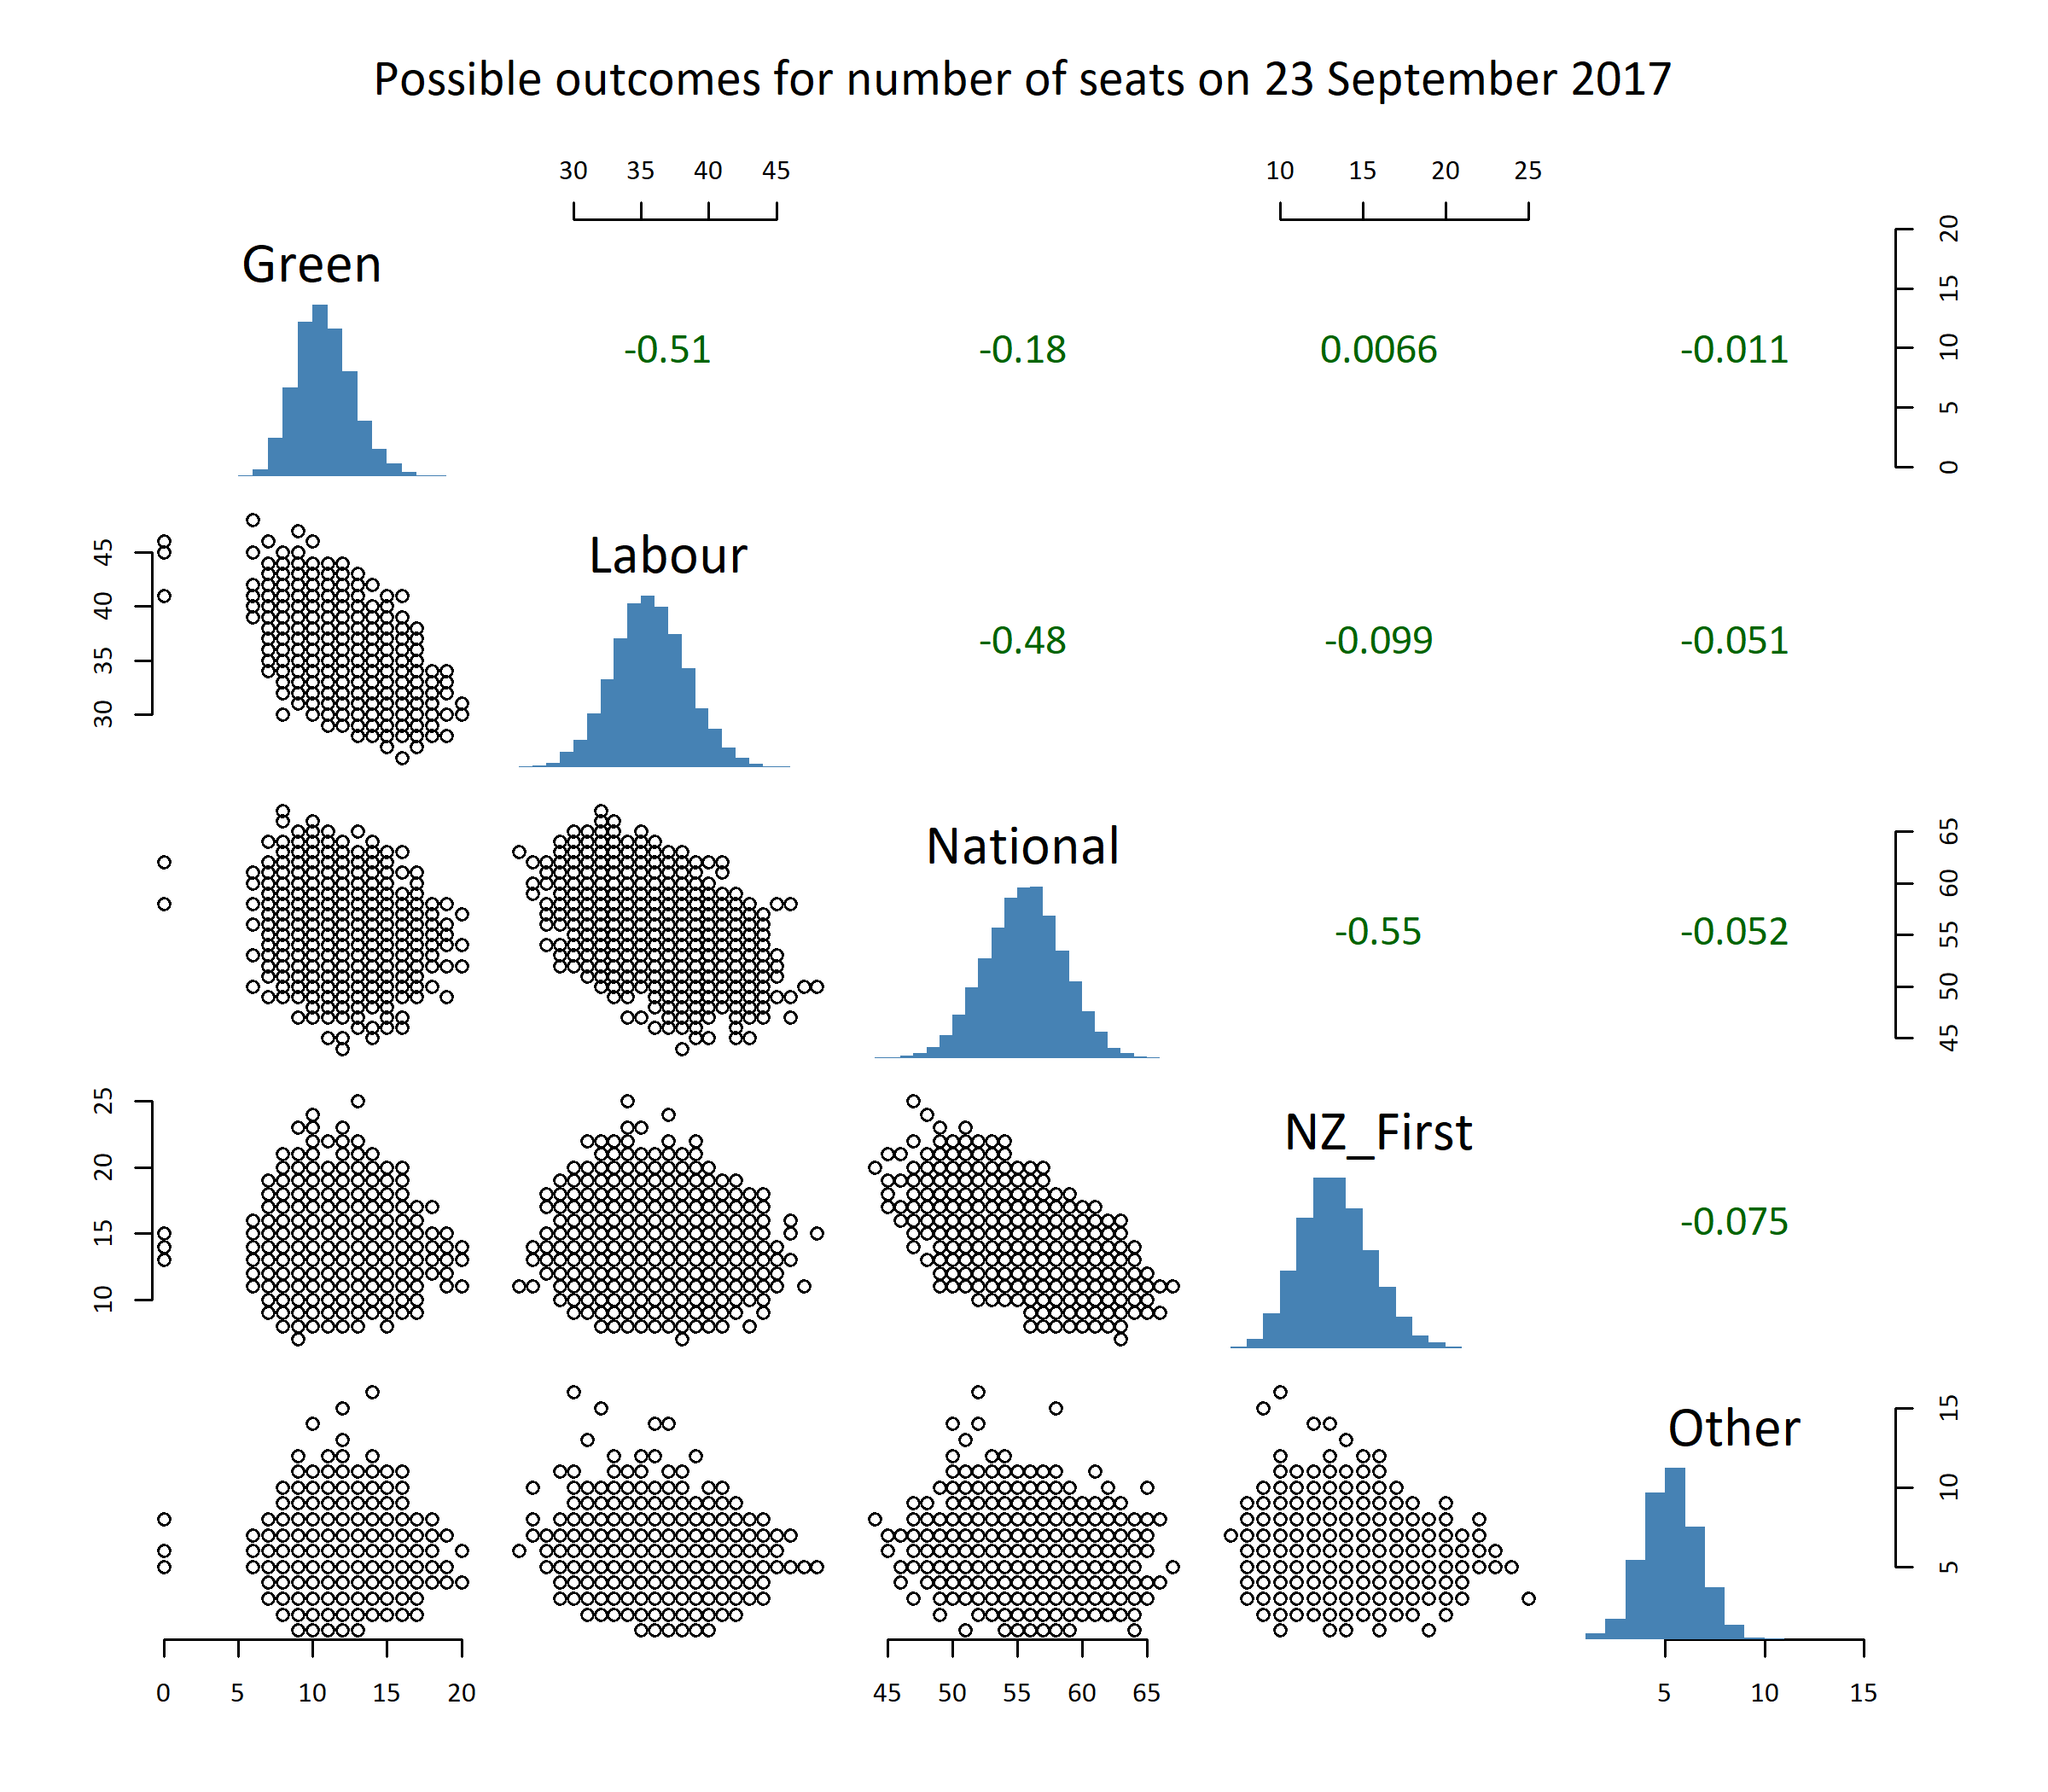 Possible outcomes for number of seats on 23 September 2017
30 35 40 45
10 15 20 25
Green
-0.51
-0.18
0.0066
-0.011
0 5 10 15 20
30 35 40 45
Labour
-0.48
-0.099
-0.051
National
-0.55
-0.052
45 50 55 60 65
10 15 20 25
NZ_First
-0.075
Other
5 10 15
0 5 10 15 20
45 50 55 60 65
5 10 15